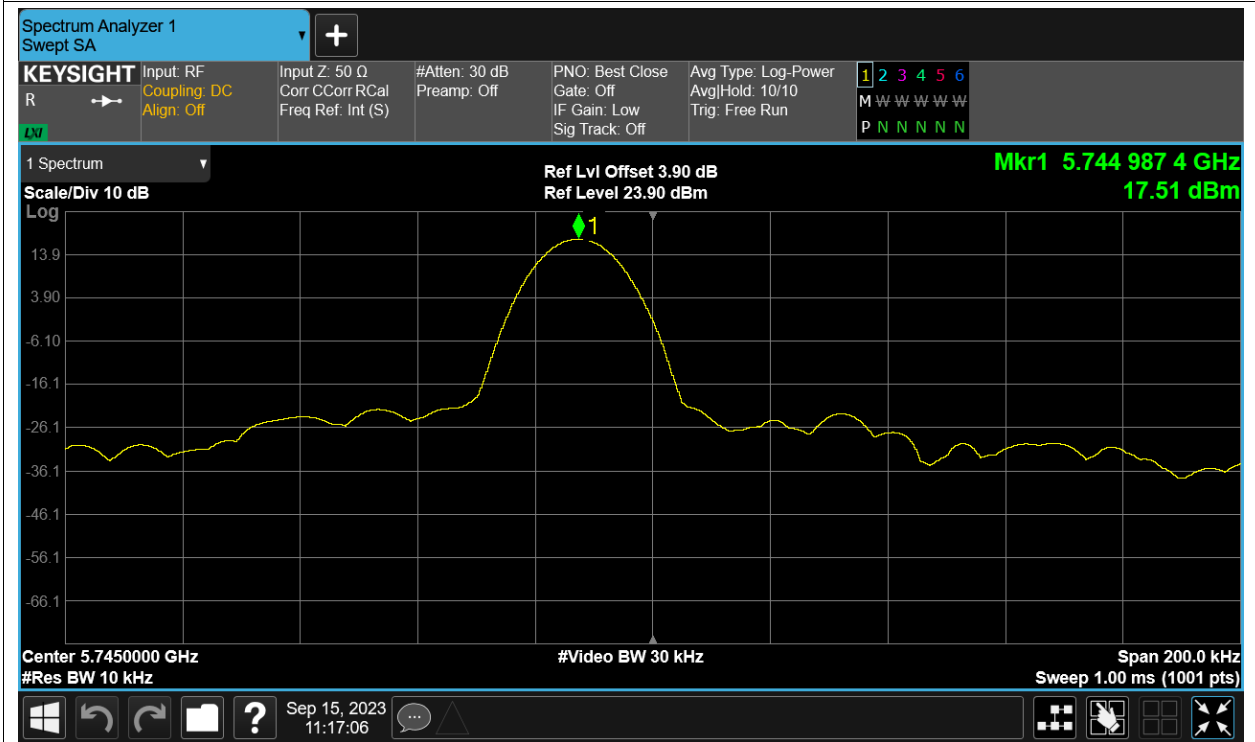 Spectrum Analyzer 1
Swept SA
+
KEYSIGHT
R
LXI
Input: RF
Coupling: DC
Align: Off
Input Z: 50 Ω
Corr CCorr RCal
Freq Ref: Int (S)
#Atten: 30 dB
Preamp: Off
PNO: Best Close
Gate: Off
IF Gain: Low
Sig Track: Off
Avg Type: Log-Power
Avg|Hold: 10/10
Trig: Free Run
1 2 3 4 5 6
M W W W W W
P N N N N N
1 Spectrum
Scale/Div 10 dB
Log
Ref Lvl Offset 3.90 dB
Ref Level 23.90 dBm
Mkr1 5.744 987 4 GHz
17.51 dBm
1
13.9
3.90
-6.10
-16.1
-26.1
-36.1
-46.1
-56.1
-66.1
Center 5.7450000 GHz
#Video BW 30 kHz
Span 200.0 kHz
#Res BW 10 kHz
Sweep 1.00 ms (1001 pts)
?
Sep 15, 2023
11:17:06